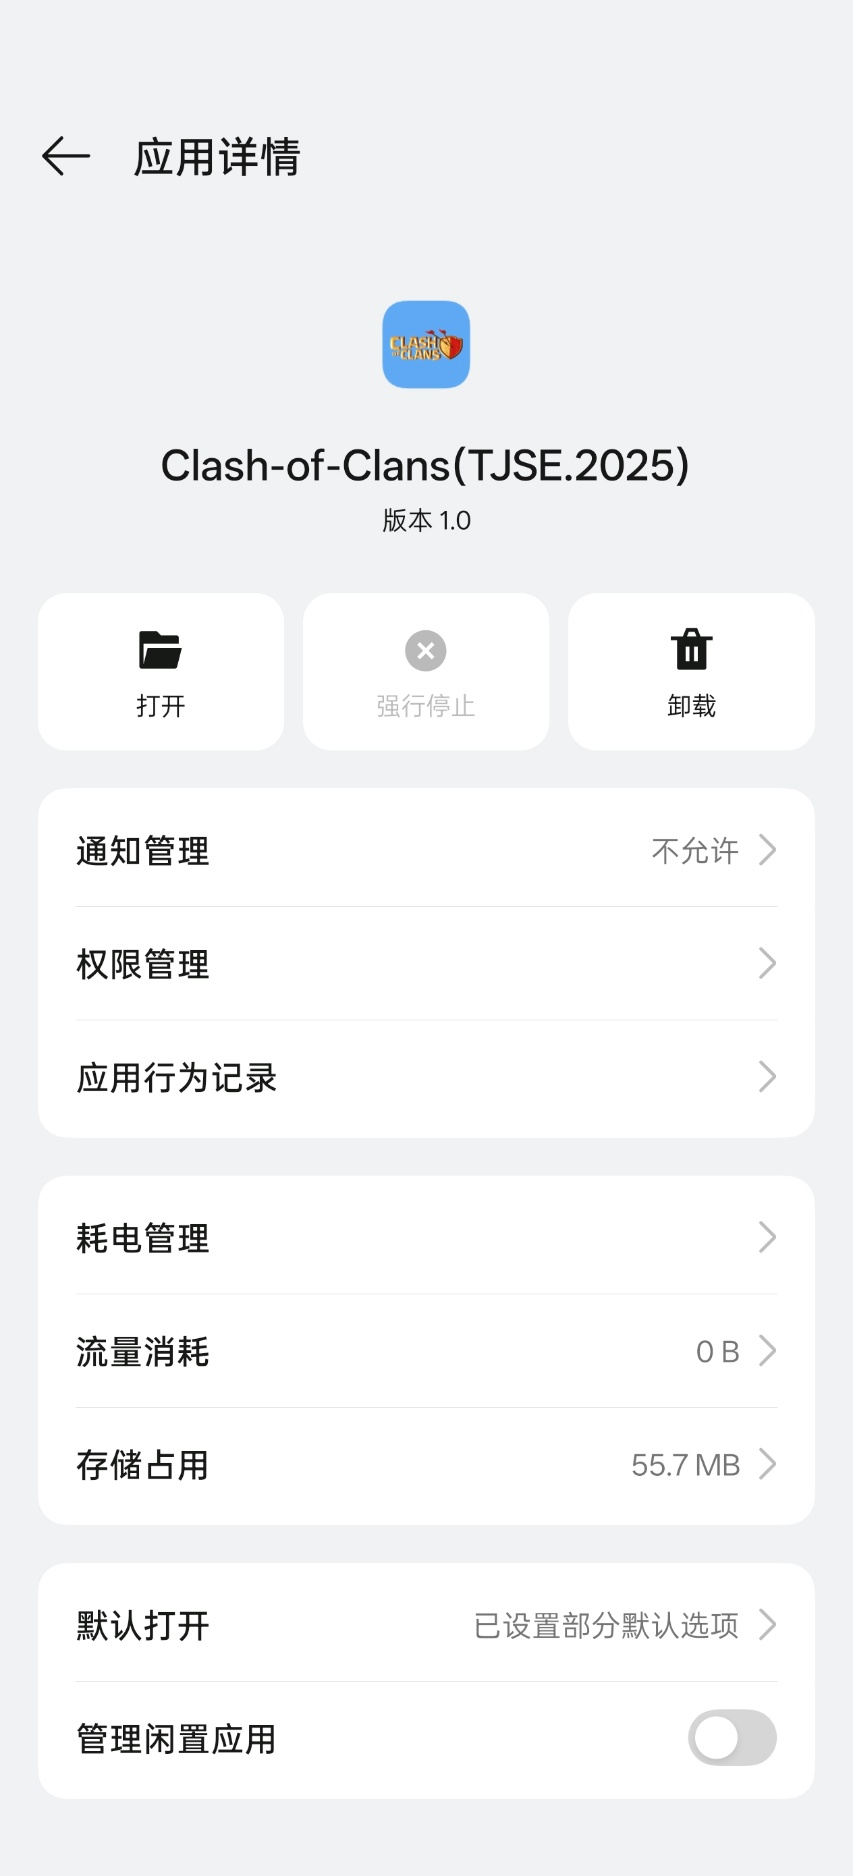 应用详情
CLASH
OF CLANS
Clash-of-Clans(TJSE.2025)
版本 1.0
打开
强行停止
卸载
通知管理
不允许
权限管理
应用行为记录
耗电管理
流量消耗
0 B
存储占用
55.7 MB
默认打开
已设置部分默认选项
管理闲置应用